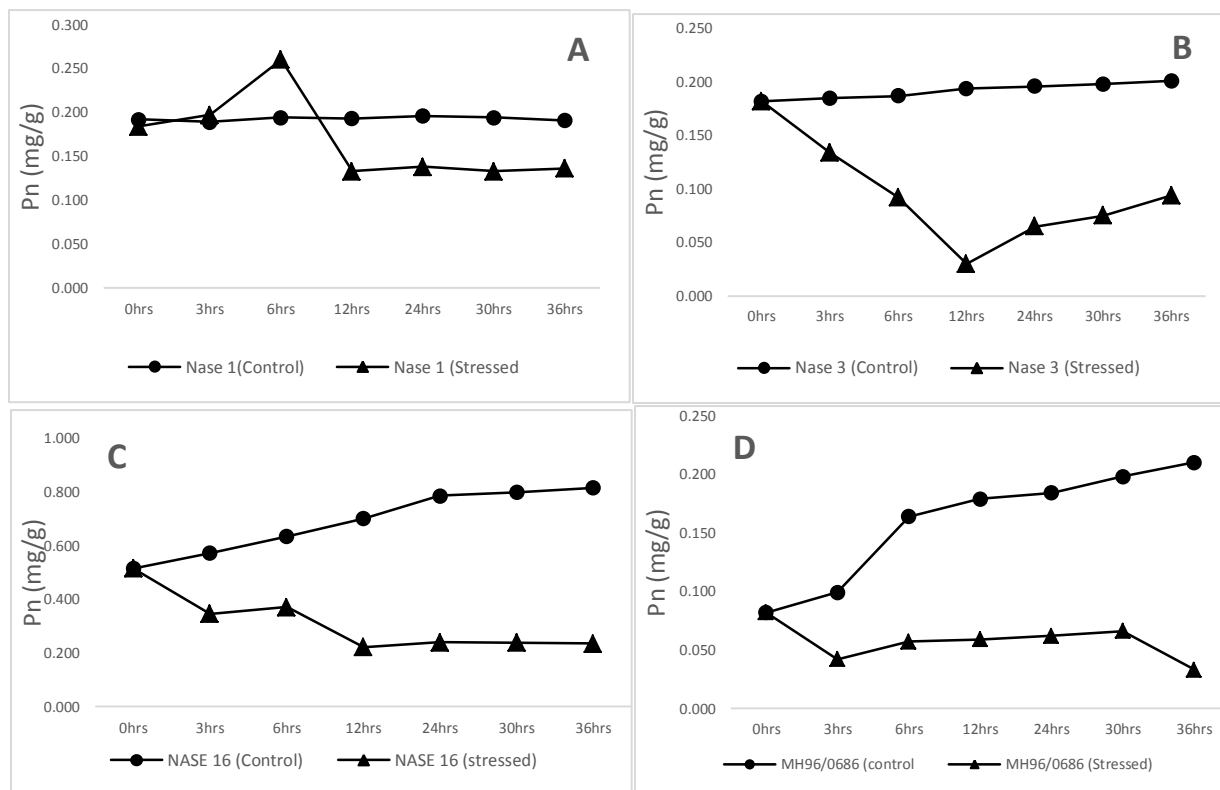 A
Pn (mg/g)
0.300
0.250
0.200
0.150
0.100
0.050
0.000
0hrs 3hrs 6hrs 12hrs 24hrs 30hrs 36hrs
Nase 1(Control) Nase 1 (Stressed
B
Pn (mg/g)
0.250
0.200
0.150
0.100
0.050
0.000
0hrs 3hrs 6hrs 12hrs 24hrs 30hrs 36hrs
Nase 3 (Control) Nase 3 (Stressed)
C
Pn (mg/g)
1.000
0.800
0.600
0.400
0.200
0.000
0hrs 3hrs 6hrs 12hrs 24hrs 30hrs 36hrs
NASE 16 (Control) NASE 16 (stressed)
D
Pn (mg/g)
0.250
0.200
0.150
0.100
0.050
0.000
0hrs 3hrs 6hrs 12hrs 24hrs 30hrs 36hrs
MH96/0686 (control MH96/0686 (Stressed)